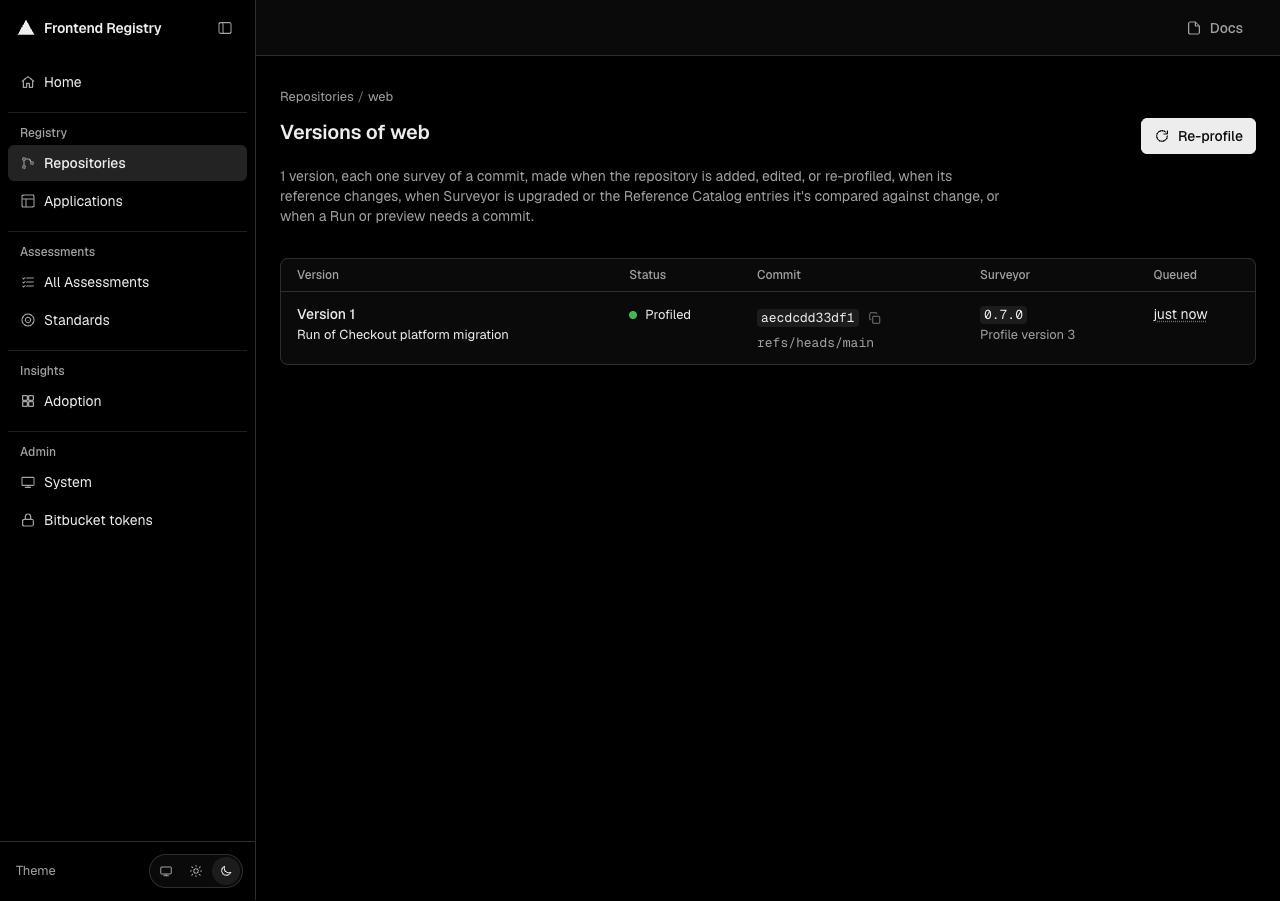 Frontend Registry
Docs
Home
Registry
Repositories
Applications
Assessments
All Assessments
Standards
Insights
Adoption
Admin
System
Bitbucket tokens
Theme
Repositories / web
Versions of web
Re-profile
1 version, each one survey of a commit, made when the repository is added, edited, or re-profiled, when its
reference changes, when Surveyor is upgraded or the Reference Catalog entries it's compared against change, or
when a Run or preview needs a commit.
Version Status Commit Surveyor Queued
Version 1 Profiled aecdcdd33df1 0.7.0 just now
Run of Checkout platform migration refs/heads/main Profile version 3